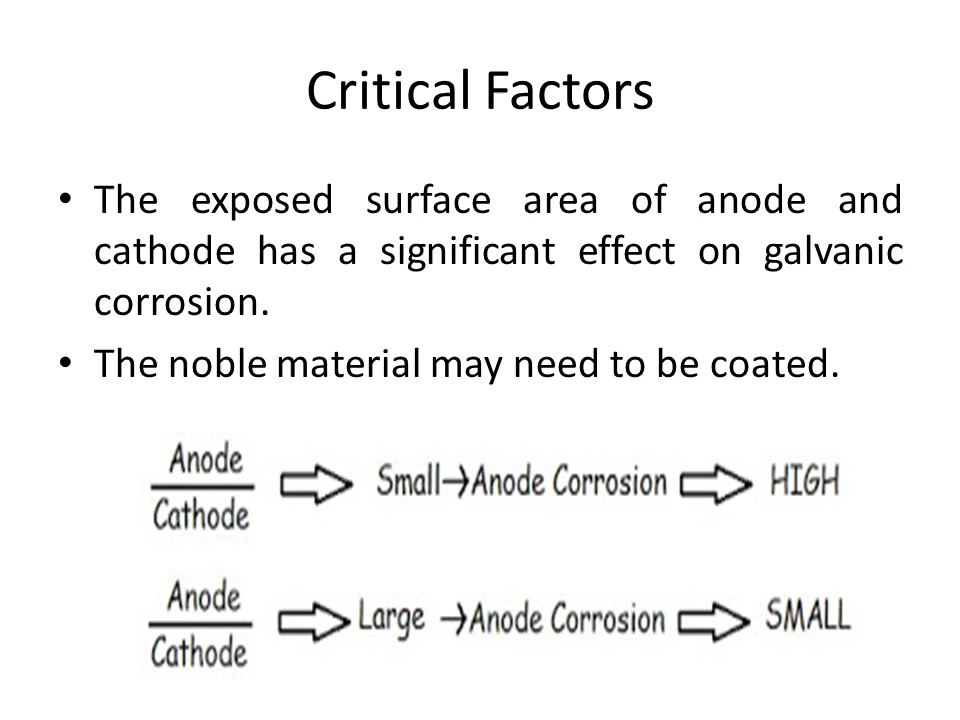 Critical Factors
• The exposed surface area of anode and
cathode has a significant effect on galvanic
corrosion.
• The noble material may need to be coated.
Anode
Cathode
Small→Anode Corrosion
HIGH
Anode
Cathode
Large →Anode Corrosion
SMALL